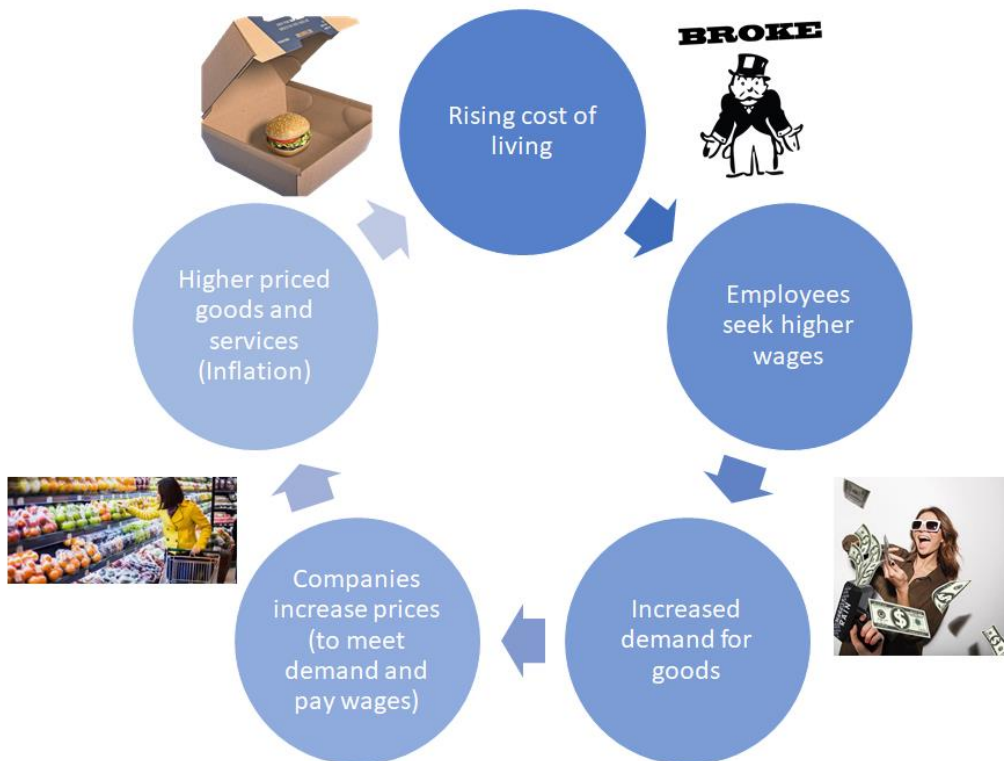 BROKE
Rising cost of
living
Employees
seek higher
wages
Increased
demand for
goods
Companies
increase prices
(to meet
demand and
pay wages)
Higher priced
goods and
services
(Inflation)
RAIN